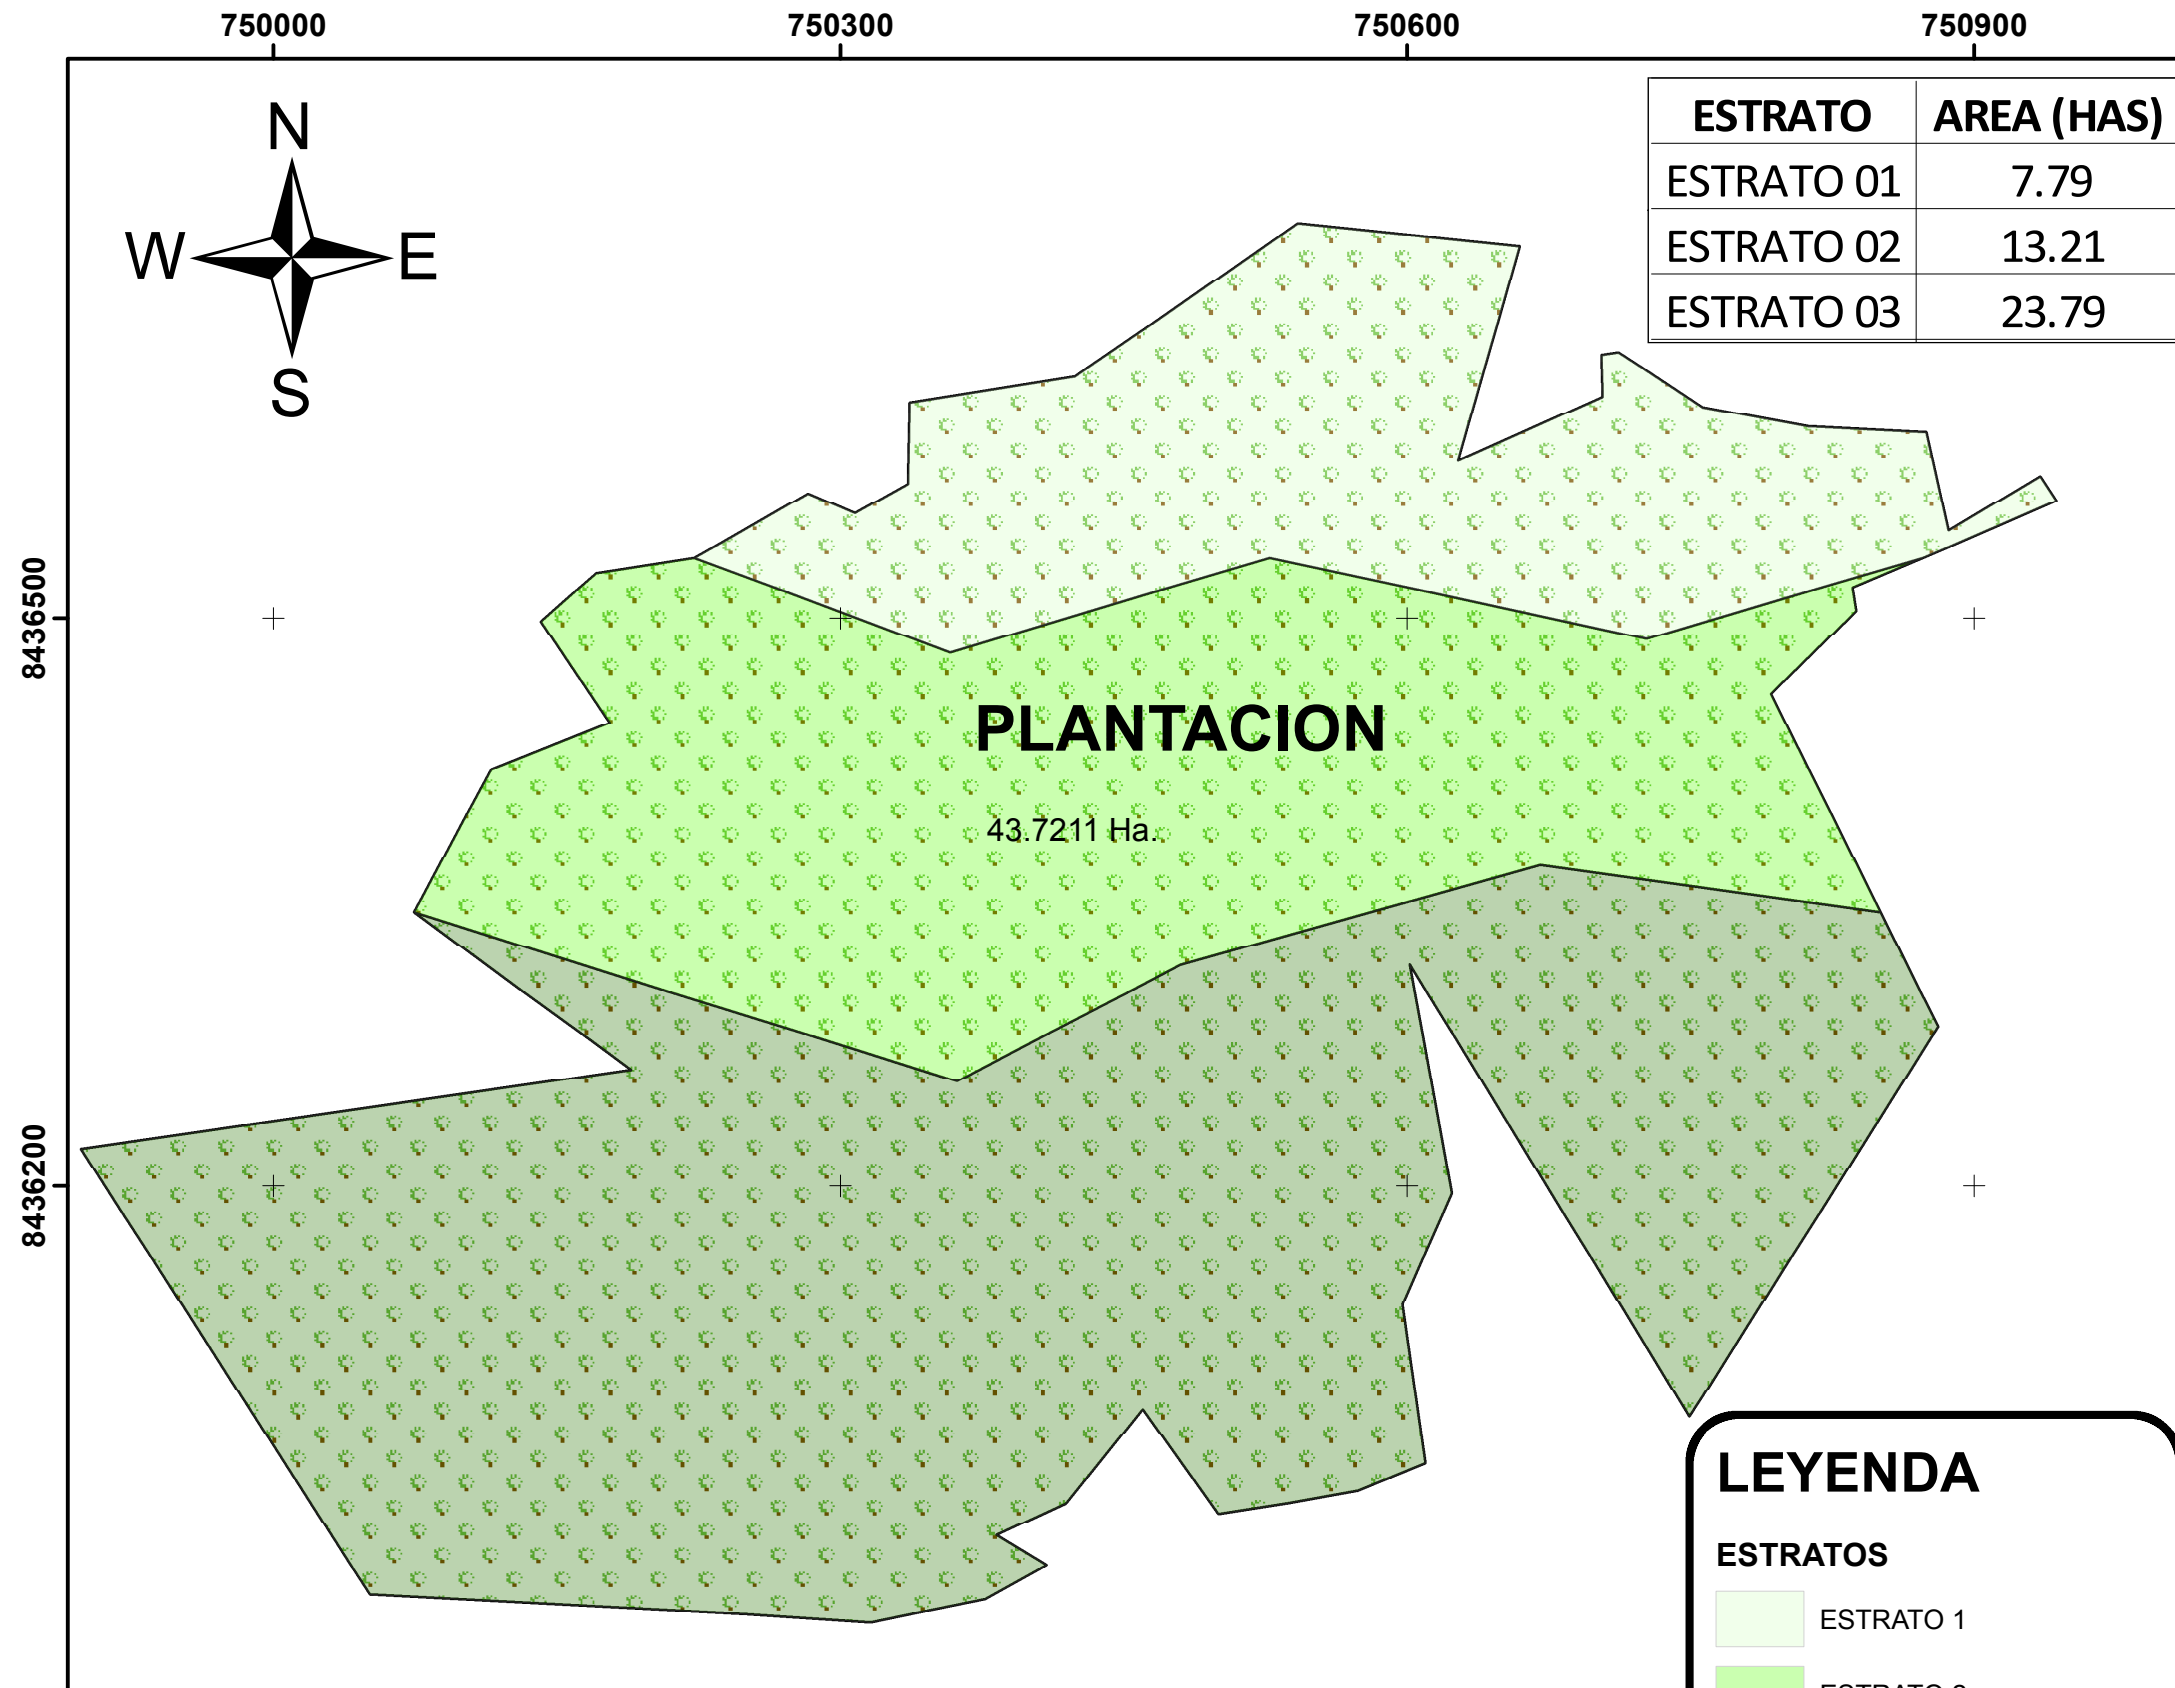 750000 750300 750600 750900
N
W E
S
ESTRATO AREA (HAS)
ESTRATO 01 7.79
ESTRATO 02 13.21
ESTRATO 03 23.79
8436500
PLANTACION
43.7211 Ha.
8436200
LEYENDA
ESTRATOS
ESTRATO 1